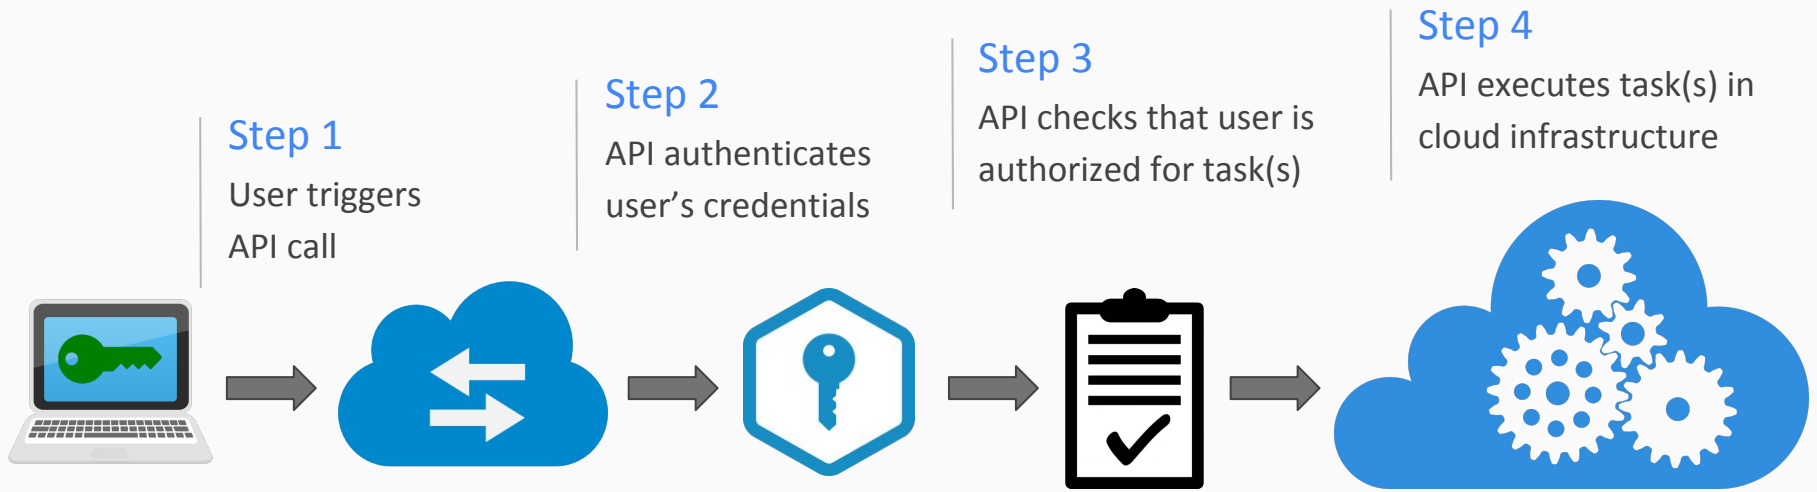 Step 1
User triggers
API call
Step 2
API authenticates
user’s credentials
Step 3
API checks that user is
authorized for task(s)
Step 4
API executes task(s) in
cloud infrastructure